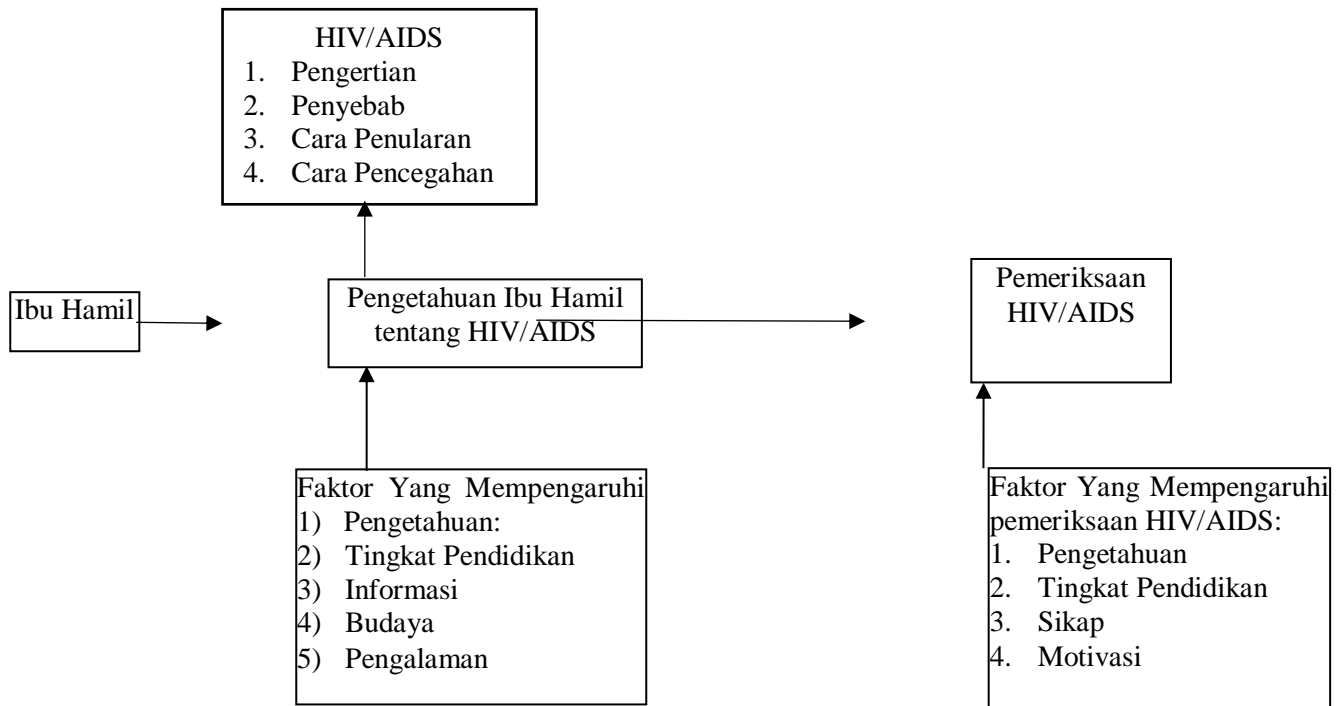 HIV/AIDS
1. Pengertian
2. Penyebab
3. Cara Penularan
4. Cara Pencegahan
Ibu Hamil
Pengetahuan Ibu Hamil
tentang HIV/AIDS
Pemeriksaan
HIV/AIDS
Faktor Yang Mempengaruhi
1) Pengetahuan:
2) Tingkat Pendidikan
3) Informasi
4) Budaya
5) Pengalaman
Faktor Yang Mempengaruhi
pemeriksaan HIV/AIDS:
1. Pengetahuan
2. Tingkat Pendidikan
3. Sikap
4. Motivasi